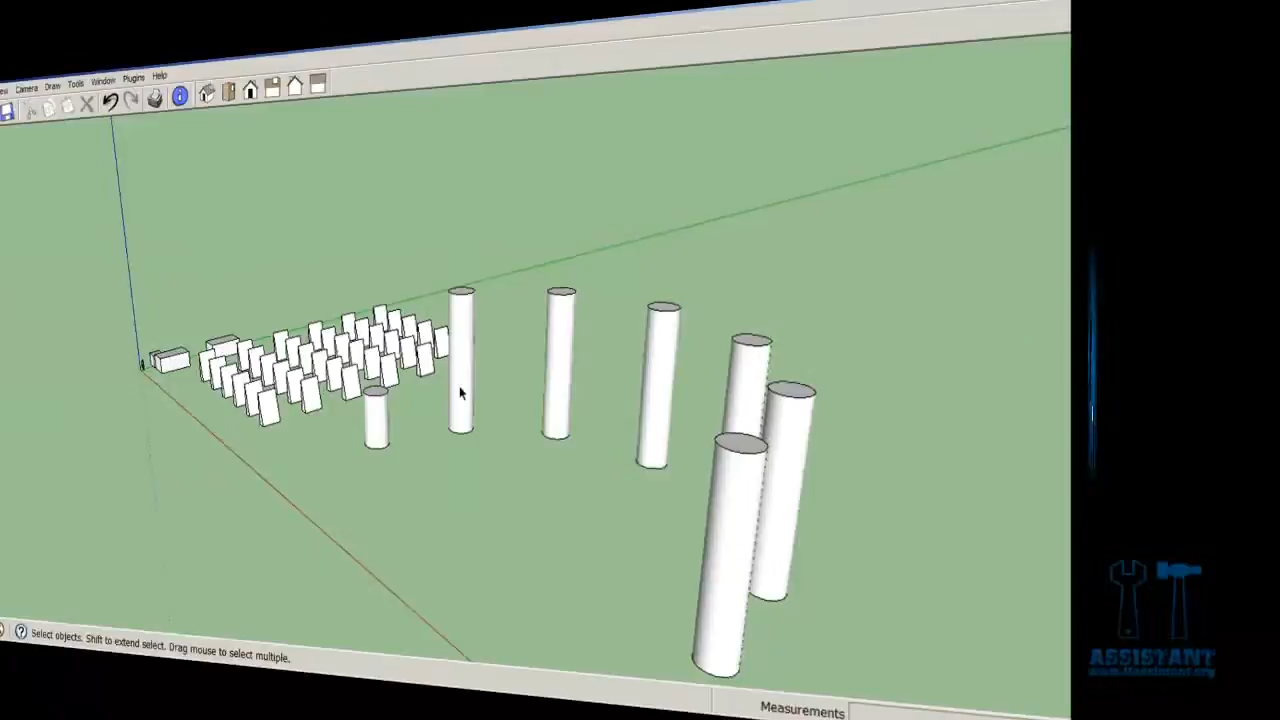 Camera Draw Tools Window Plugins Help
Select objects. Shift to extend select. Drag mouse to select multiple.
Measurements
ASSISTANT